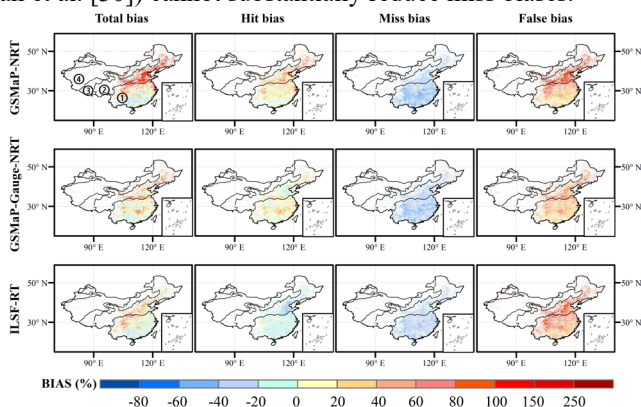 Total bias Hit bias Miss bias False bias
GSMaP-NRT
50° N 50° N
30° N 30° N
④ ③ ② ①
90° E 120° E 90° E 120° E 90° E 120° E 90° E 120° E
GSMaP-Gauge-NRT
50° N 50° N
30° N 30° N
90° E 120° E 90° E 120° E 90° E 120° E 90° E 120° E
ILSF-RT
50° N 50° N
30° N 30° N
90° E 120° E 90° E 120° E 90° E 120° E 90° E 120° E
BIAS (%)
-80 -60 -40 -20 0 20 40 60 80 100 150 250